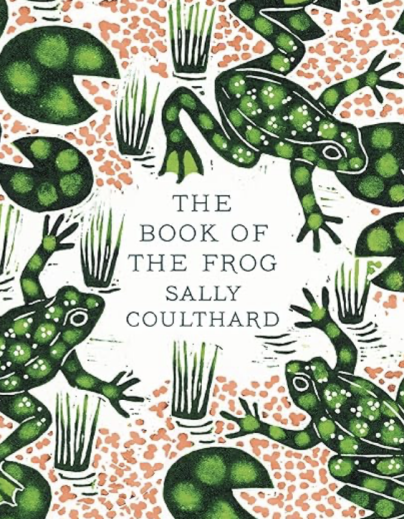 THE
BOOK OF
THE FROG
SALLY
COULTHARD